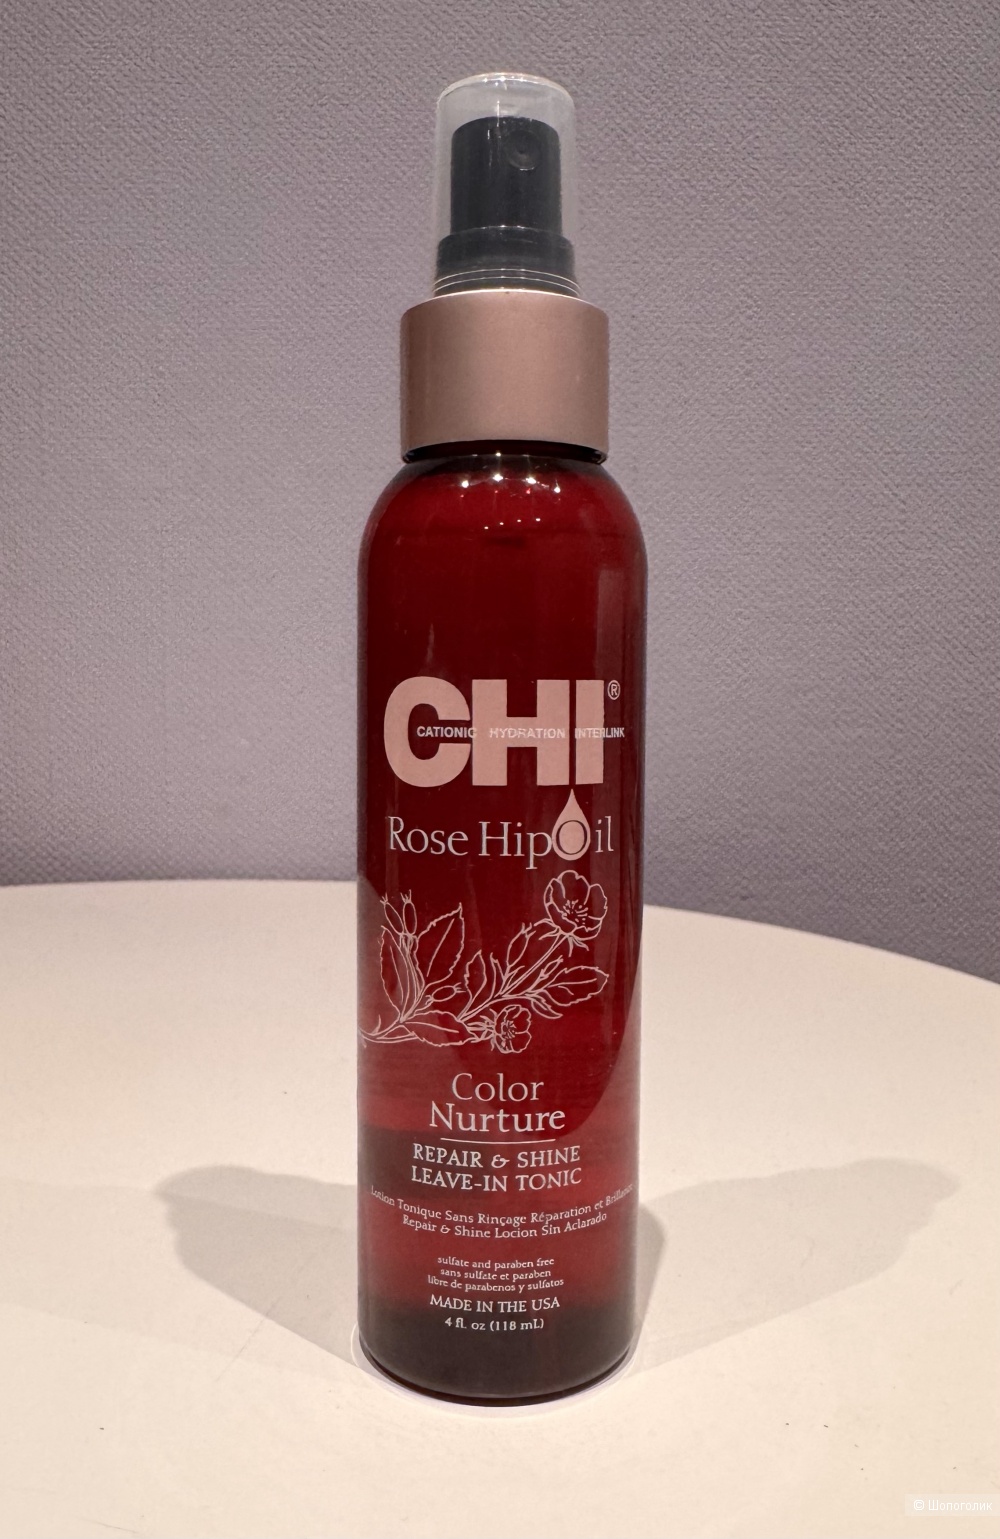 CHI®
CATIONIC HYDRATION INTERLINK
Rose Hip Oil
Color
Nurture
REPAIR & SHINE
LEAVE-IN TONIC
Lotion Tonique Sans Rinçage Réparation et Brillance
Repair & Shine Locion Sin Aclarado
sulfate and paraben free
sans sulfate et paraben
libre de parabenos y sulfatos
MADE IN THE USA
4 fl. oz (118 mL)
© Шопоголик